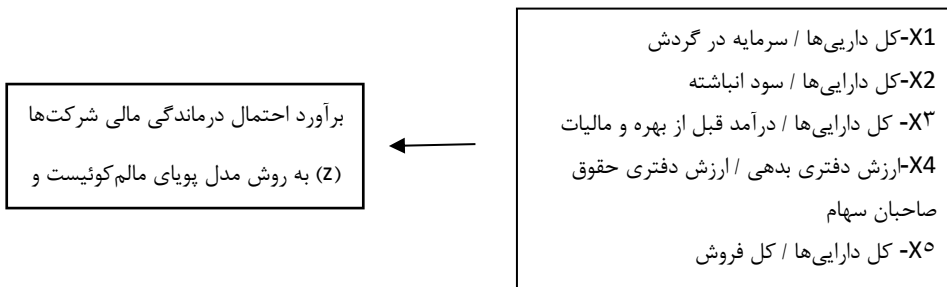 X1-کل داریی‌ها / سرمایه در گردش
X2-کل دارایی‌ها / سود انباشته
X۳- کل دارایی‌ها / درآمد قبل از بهره و مالیات
X4-ارزش دفتری بدهی / ارزش دفتری حقوق
صاحبان سهام
X۵- کل دارایی‌ها / کل فروش
برآورد احتمال درماندگی مالی شرکت‌ها
(z) به روش مدل پویای مالم‌کوئیست و